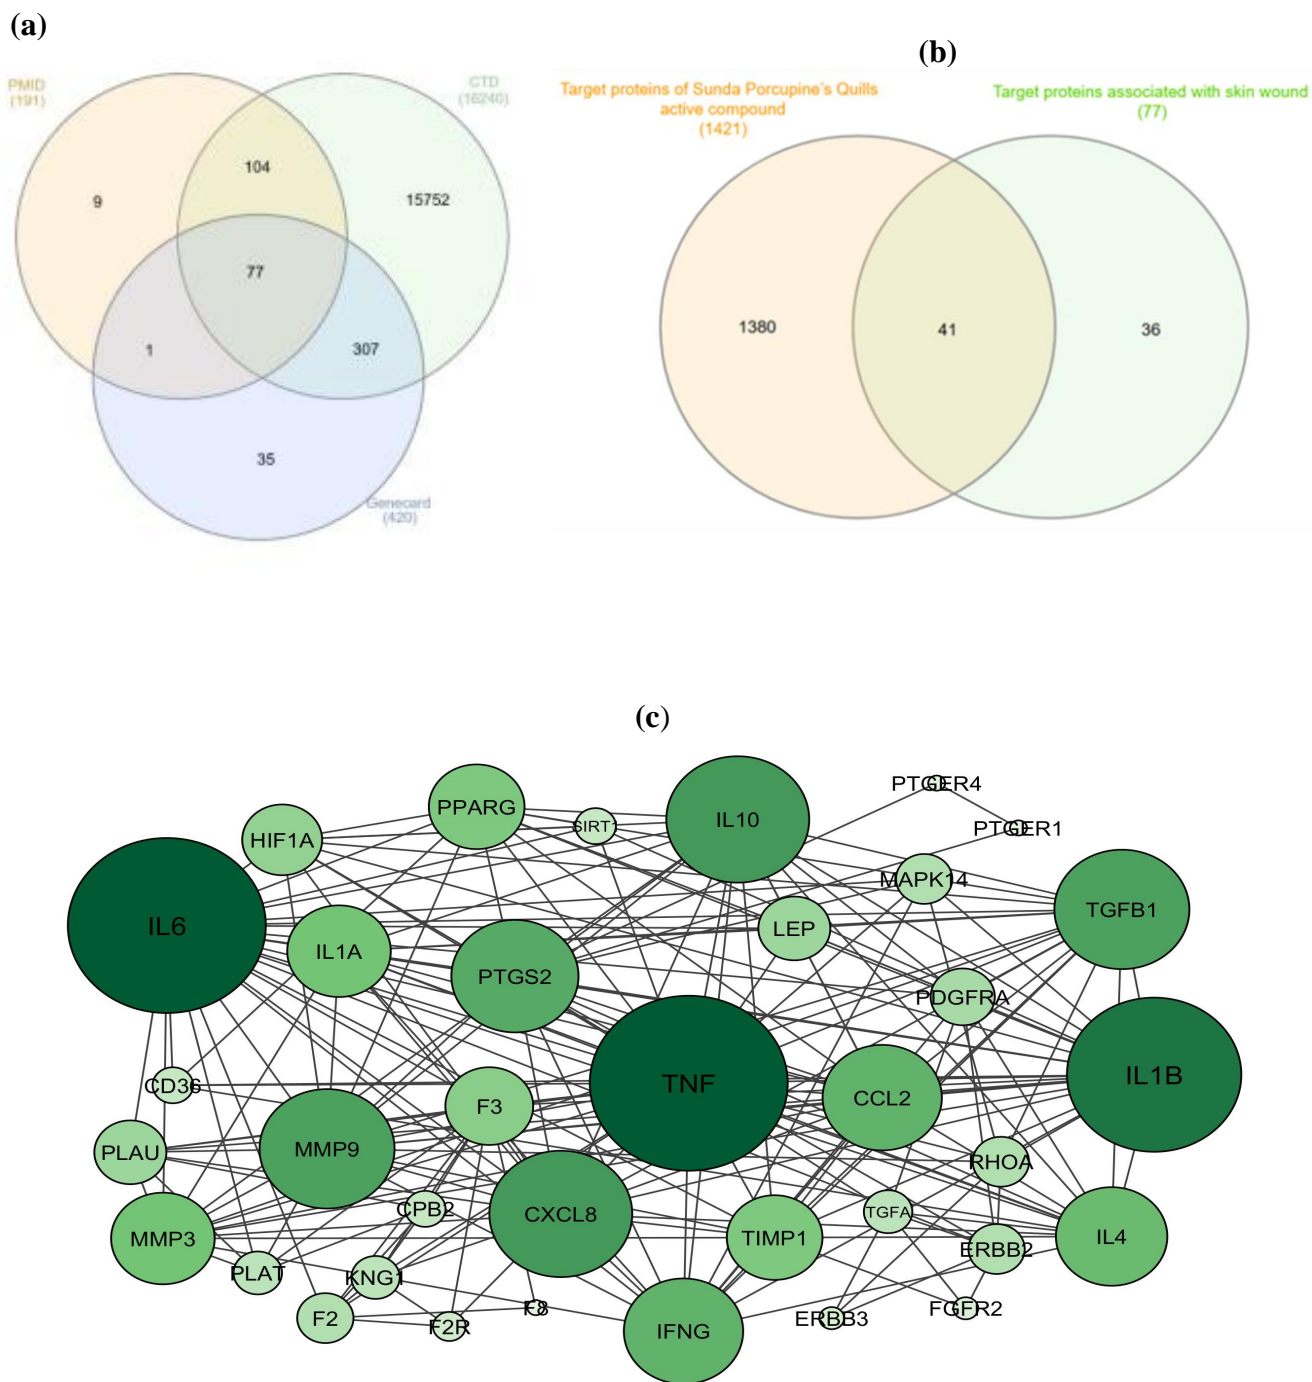 (a)
PMID
(191)
CTD
(16240)
104
9
15752
77
1
307
35
Genecard
(420)
(b)
Target proteins of Sunda Porcupine's Quills
active compound
(1421)
Target proteins associated with skin wound
(77)
1380
41
36
(c)
PTGER4
PPARG
IL10
SIRT1
PTGER1
HIF1A
MAPK14
TGFB1
IL6
LEP
IL1A
PTGS2
PDGFRA
TNF
IL1B
CD36
CCL2
F3
PLAU
MMP9
RHOA
CPB2
CXCL8
TGFA
MMP3
TIMP1
IL4
ERBB2
PLAT
KNG1
F8
FGFR2
F2
F2R
ERBB3
IFNG